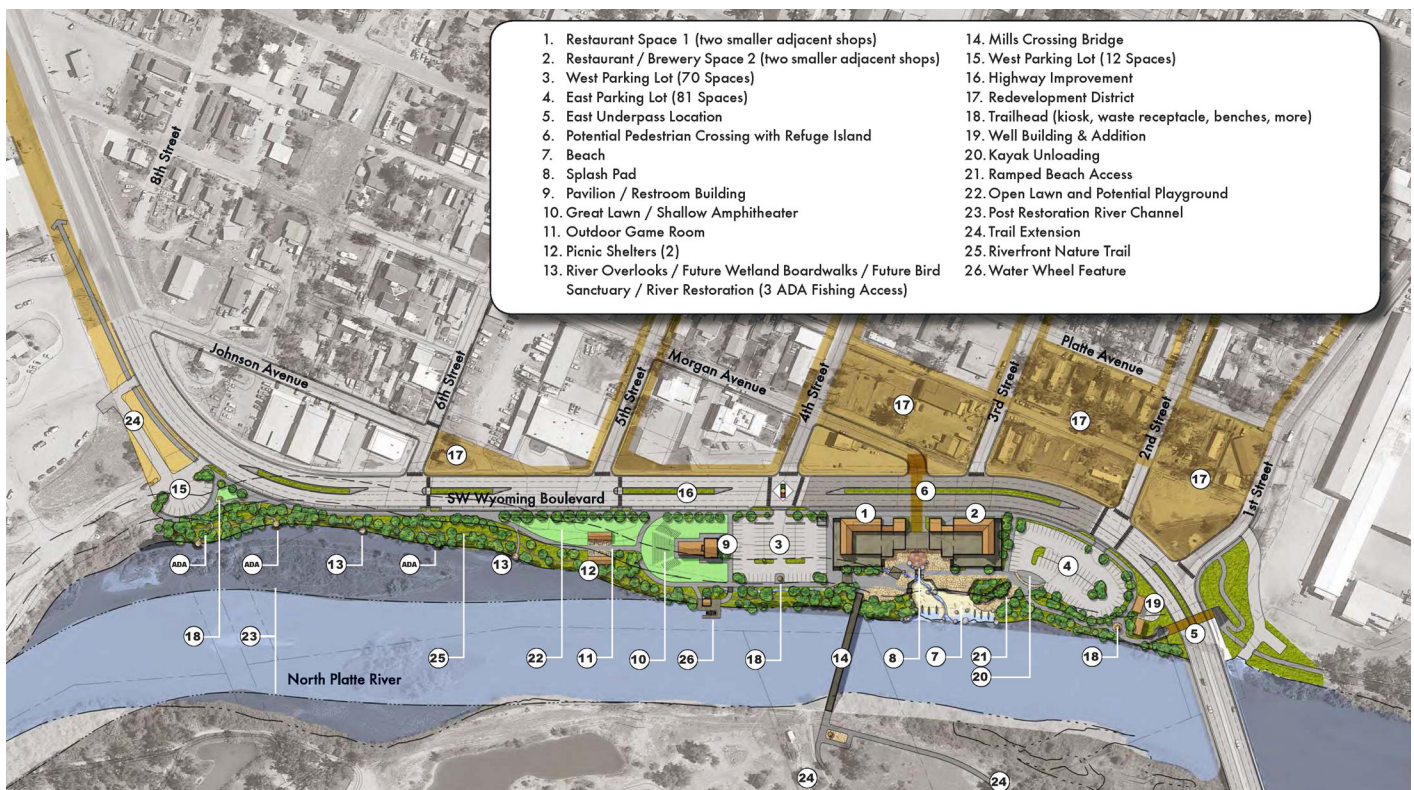 1. Restaurant Space 1 (two smaller adjacent shops)
2. Restaurant / Brewery Space 2 (two smaller adjacent shops)
3. West Parking Lot (70 Spaces)
4. East Parking Lot (81 Spaces)
5. East Underpass Location
6. Potential Pedestrian Crossing with Refuge Island
7. Beach
8. Splash Pad
9. Pavilion / Restroom Building
10. Great Lawn / Shallow Amphitheater
11. Outdoor Game Room
12. Picnic Shelters (2)
13. River Overlooks / Future Wetland Boardwalks / Future Bird
Sanctuary / River Restoration (3 ADA Fishing Access)
14. Mills Crossing Bridge
15. West Parking Lot (12 Spaces)
16. Highway Improvement
17. Redevelopment District
18. Trailhead (kiosk, waste receptacle, benches, more)
19. Well Building & Addition
20. Kayak Unloading
21. Ramped Beach Access
22. Open Lawn and Potential Playground
23. Post Restoration River Channel
24. Trail Extension
25. Riverfront Nature Trail
26. Water Wheel Feature
8th Street
Johnson Avenue
6th Street
5th Street
Morgan Avenue
4th Street
3rd Street
Platte Avenue
2nd Street
1st Street
24
17
17
17
17
15
SW Wyoming Boulevard
16
6
18
1
2
9
3
4
ADA
ADA
13
ADA
13
12
19
5
18
23
25
22
11
10
26
18
14
8
7
21
18
20
North Platte River
24
24